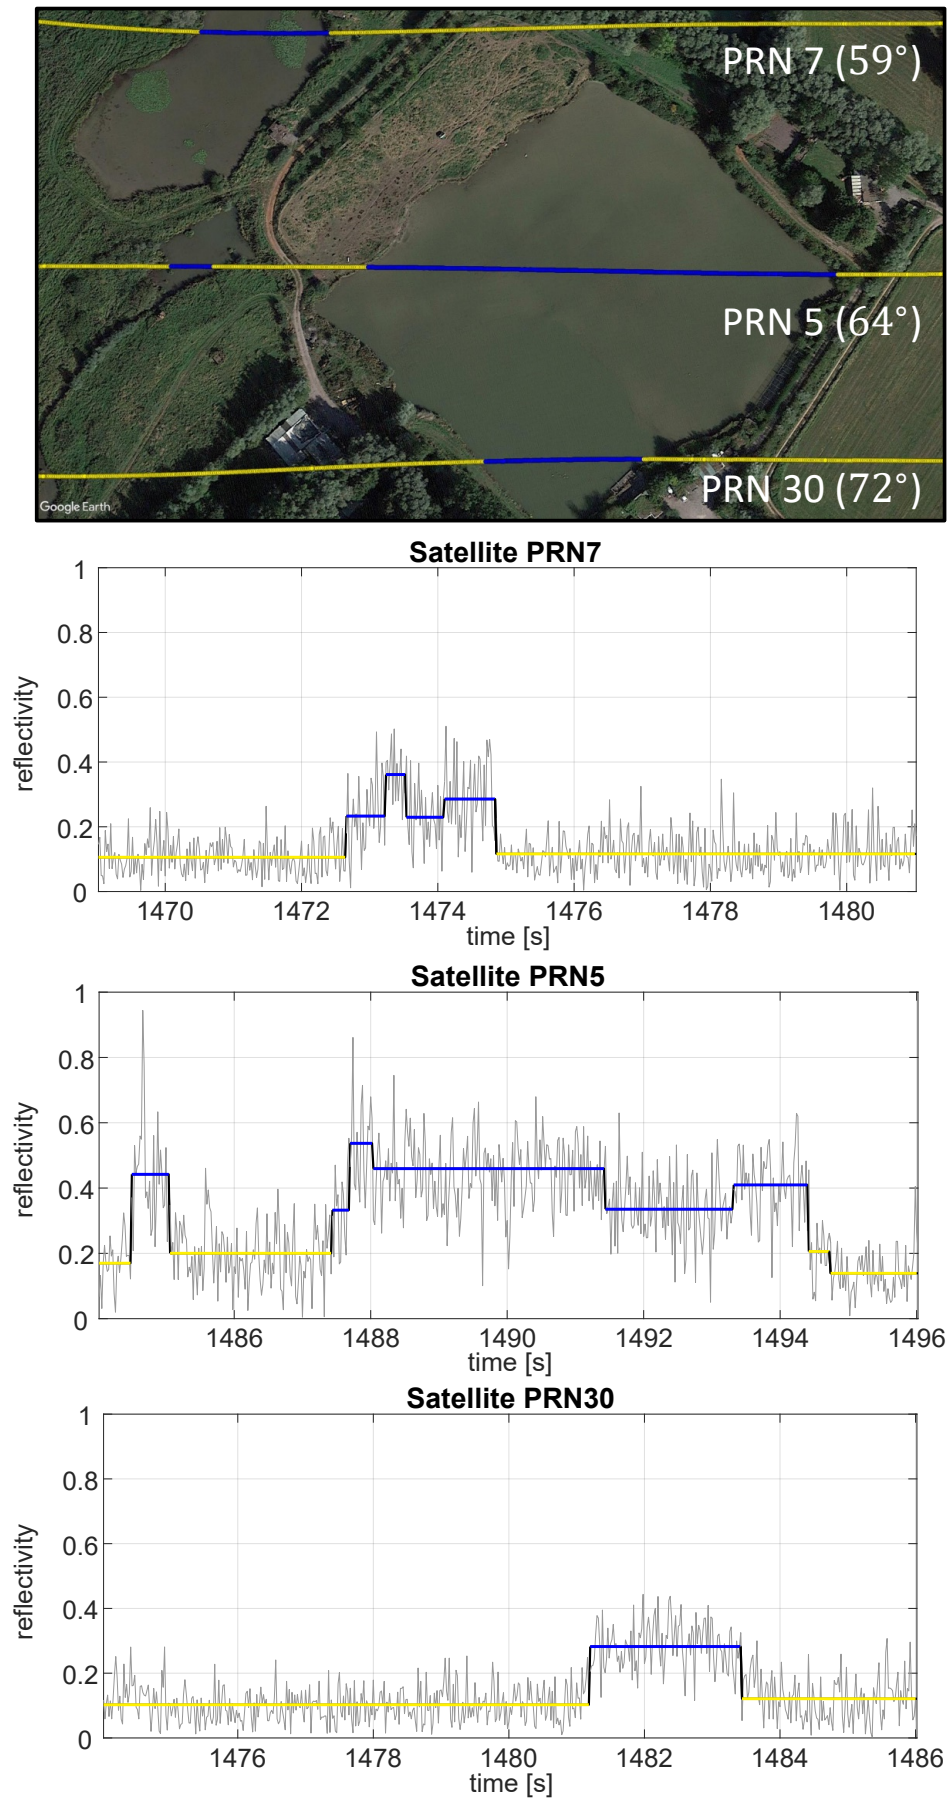 PRN 7 (59°)
PRN 5 (64°)
PRN 30 (72°)
Google Earth
Satellite PRN7
1
0.8
0.6
0.4
0.2
0
reflectivity
1470 1472 1474 1476 1478 1480
time [s]
Satellite PRN5
1
0.8
0.6
0.4
0.2
0
reflectivity
1486 1488 1490 1492 1494 1496
time [s]
Satellite PRN30
1
0.8
0.6
0.4
0.2
0
reflectivity
1476 1478 1480 1482 1484 1486
time [s]